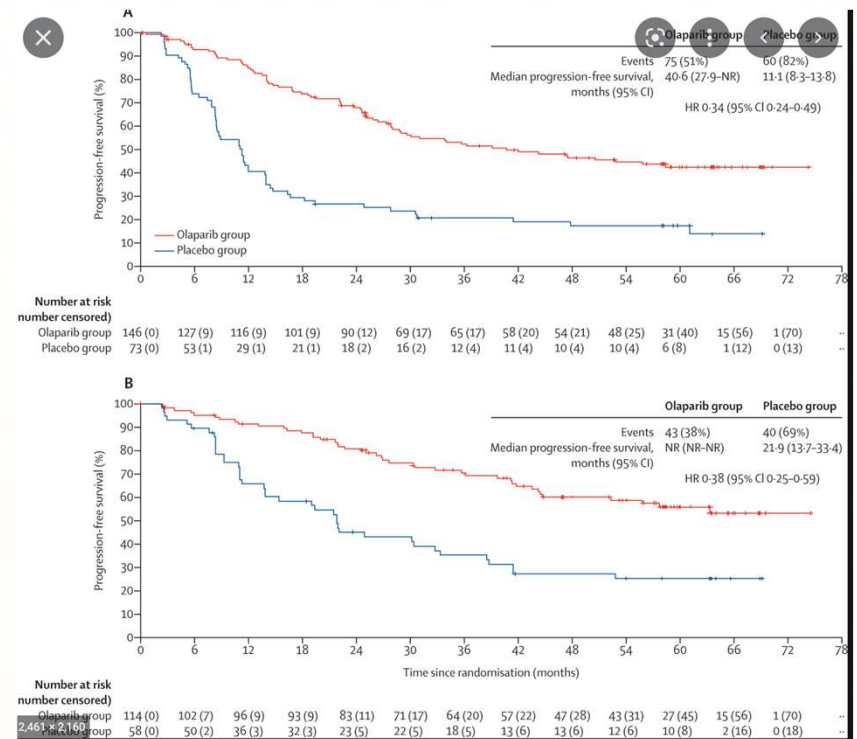 A
Olaparib group Placebo group
Events 75 (51%) 60 (82%)
Median progression-free survival, 40·6 (27·9–NR) 11·1 (8·3–13·8)
months (95% CI)
HR 0·34 (95% CI 0·24–0·49)
Progression-free survival (%)
100
90
80
70
60
50
40
30
20
10
0
Olaparib group
Placebo group
0 6 12 18 24 30 36 42 48 54 60 66 72 78
Number at risk
number censored)
Olaparib group 146 (0) 127 (9) 116 (9) 101 (9) 90 (12) 69 (17) 65 (17) 58 (20) 54 (21) 48 (25) 31 (40) 15 (56) 1 (70) ··
Placebo group 73 (0) 53 (1) 29 (1) 21 (1) 18 (2) 16 (2) 12 (4) 11 (4) 10 (4) 10 (4) 6 (8) 1 (12) 0 (13) ··
B
Olaparib group Placebo group
Events 43 (38%) 40 (69%)
Median progression-free survival, NR (NR–NR) 21·9 (13·7–33·4)
months (95% CI)
HR 0·38 (95% CI 0·25–0·59)
Progression-free survival (%)
100
90
80
70
60
50
40
30
20
10
0
0 6 12 18 24 30 36 42 48 54 60 66 72 78
Time since randomisation (months)
Number at risk
number censored)
Olaparib group 114 (0) 102 (7) 96 (9) 93 (9) 83 (11) 71 (17) 64 (20) 57 (22) 47 (28) 43 (31) 27 (45) 15 (56) 1 (70) ··
Placebo group 58 (0) 50 (2) 36 (3) 32 (3) 23 (5) 22 (5) 18 (5) 13 (6) 13 (6) 12 (6) 10 (8) 2 (16) 0 (18) ··
2,461 × 2,160